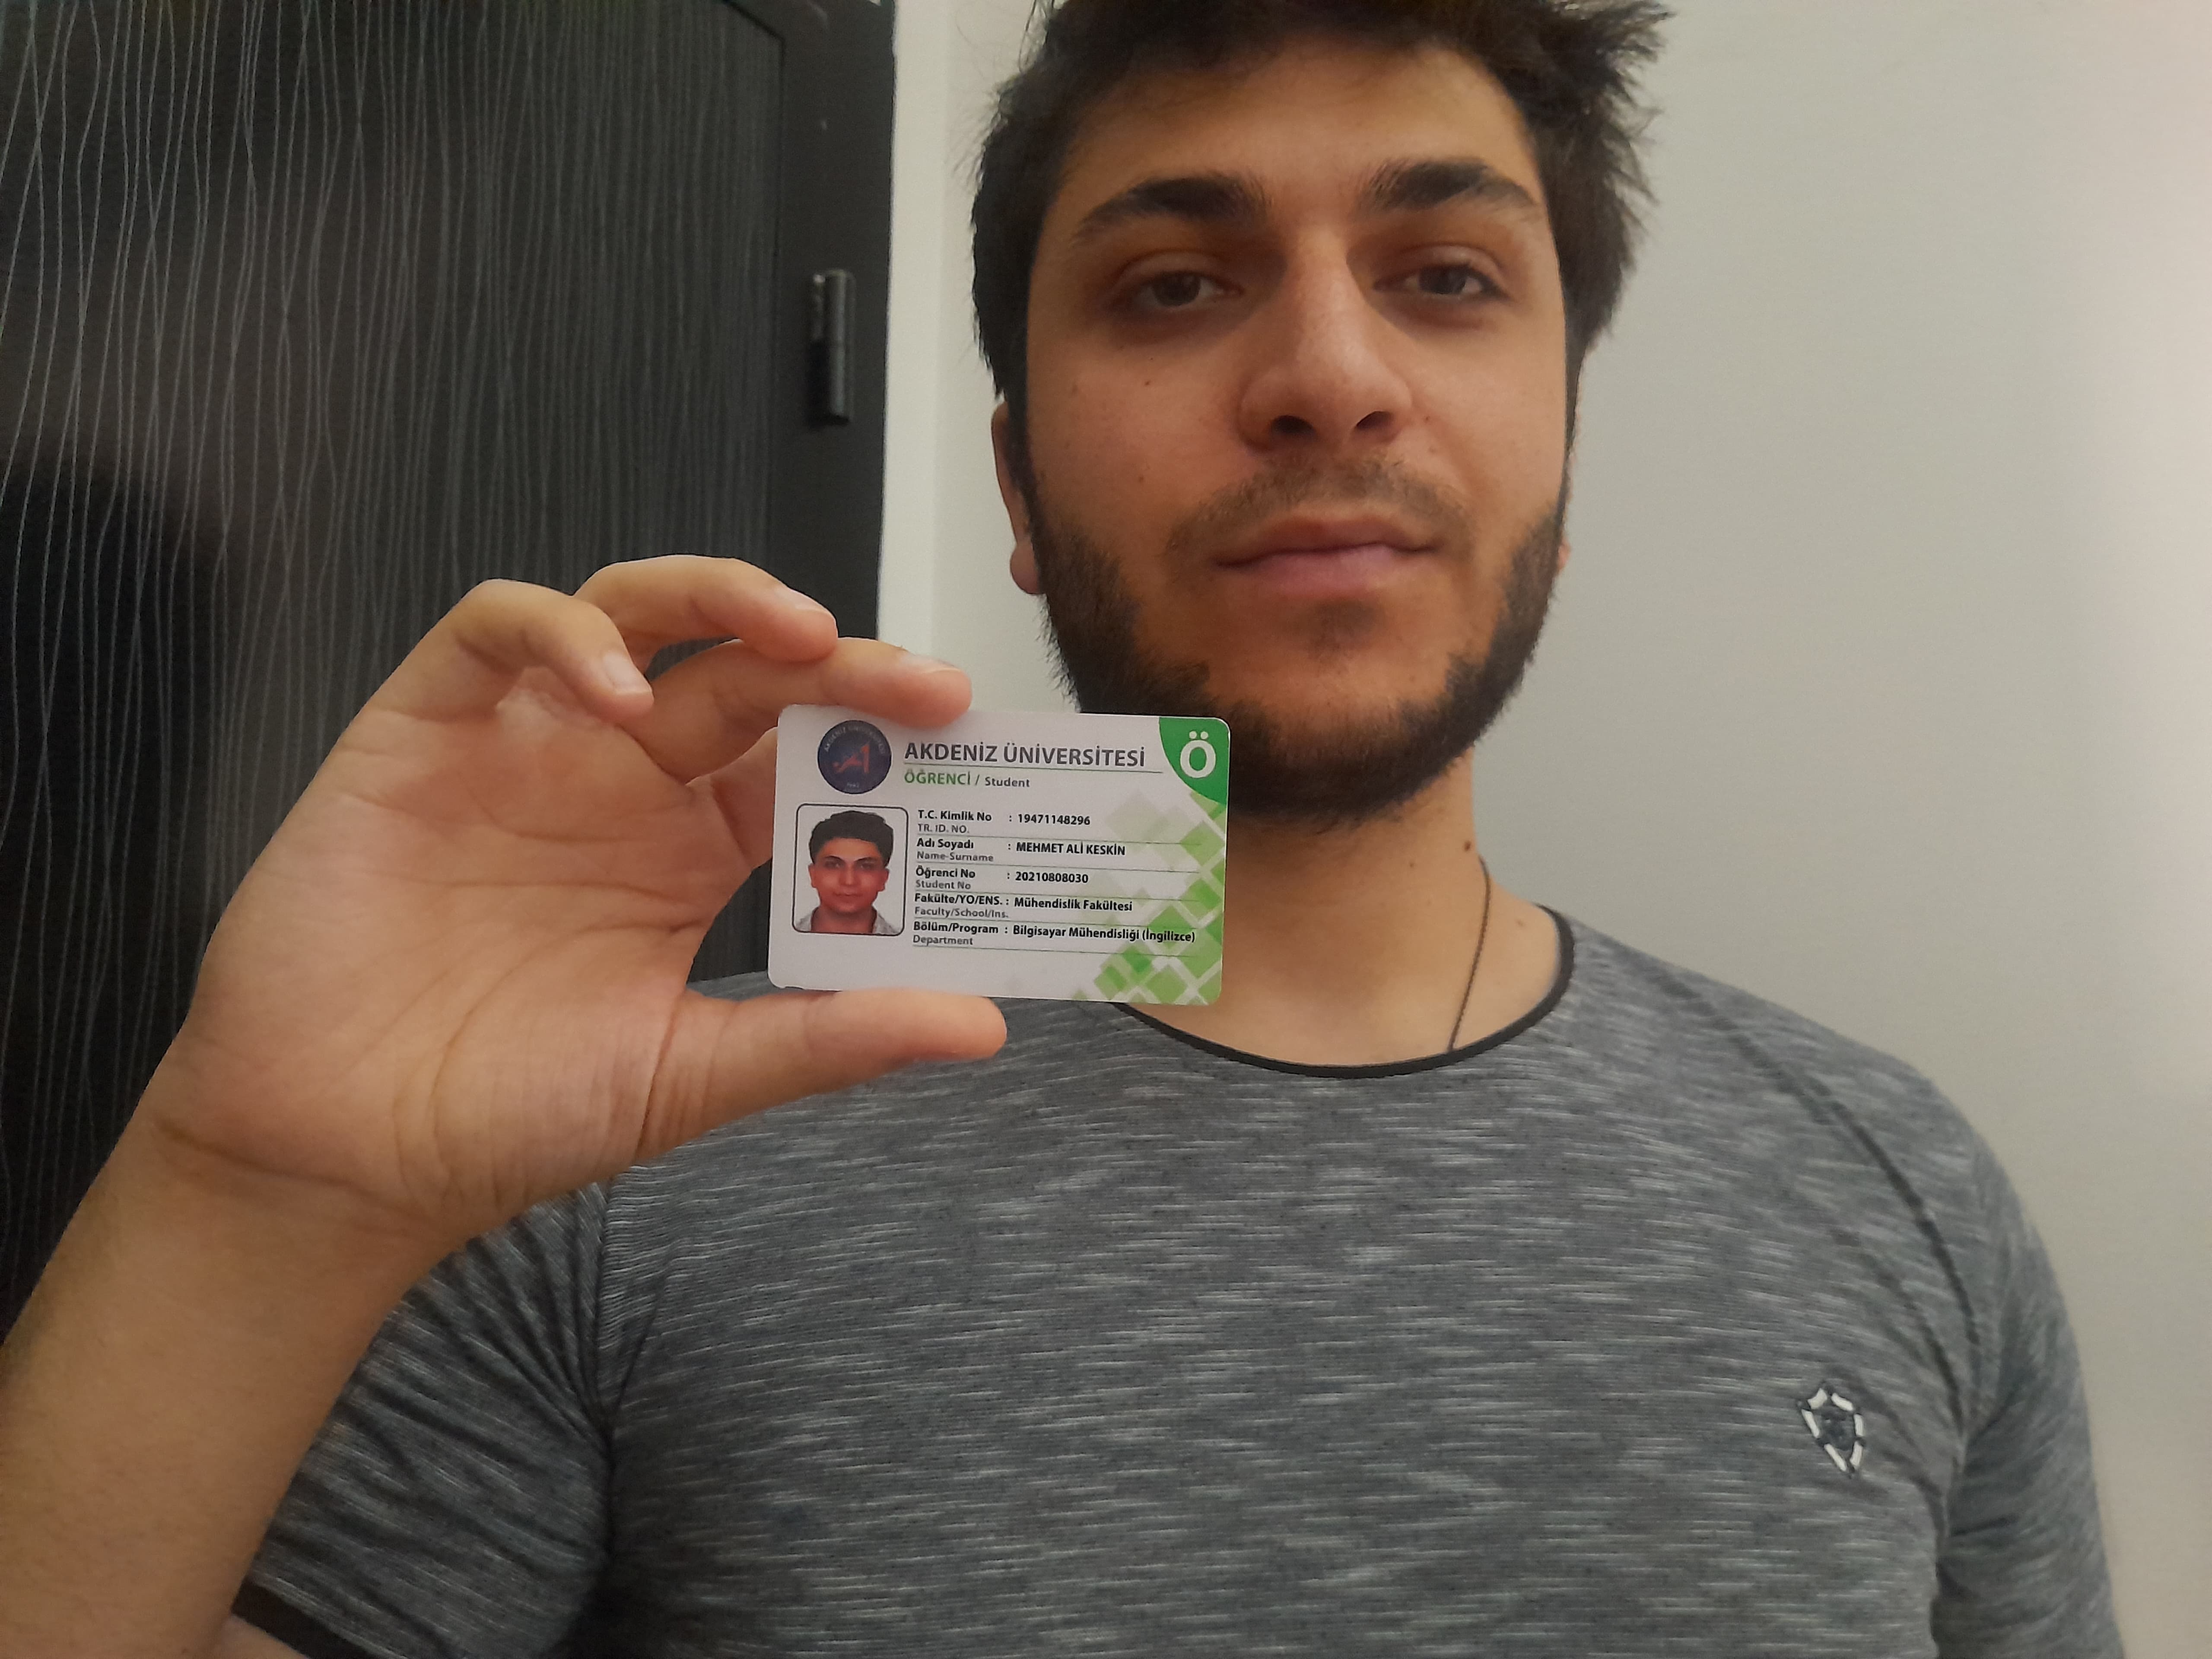 AKDENİZ ÜNİVERSİTESİ
Ö
ÖĞRENCİ / Student
T.C. Kimlik No : 19471148296
TR. ID. NO.
Adı Soyadı : MEHMET ALİ KESKİN
Name-Surname
Öğrenci No : 20210808030
Student No
Fakülte/YO/ENS. : Mühendislik Fakültesi
Faculty/School/Ins.
Bölüm/Program : Bilgisayar Mühendisliği (İngilizce)
Department